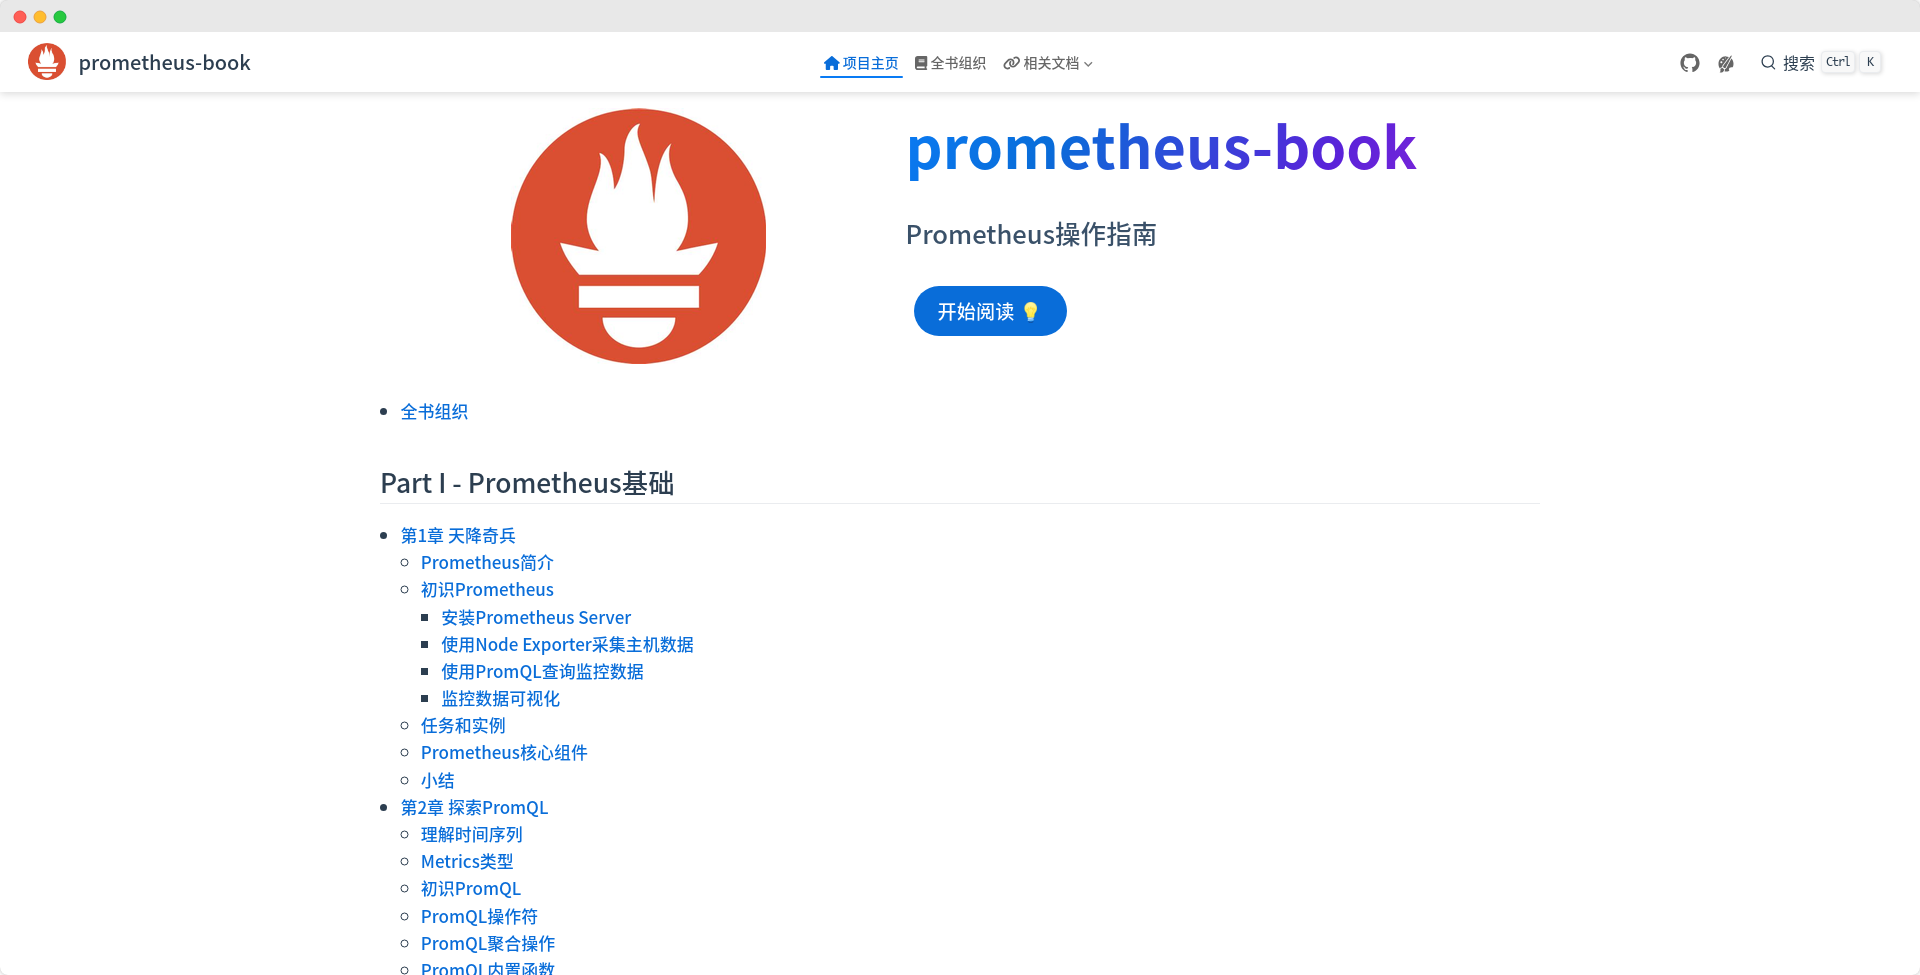 prometheus-book
项目主页 全书组织 相关文档
搜索 Ctrl K
prometheus-book
Prometheus操作指南
开始阅读 💡
全书组织
Part I - Prometheus基础
第1章 天降奇兵
Prometheus简介
初识Prometheus
安装Prometheus Server
使用Node Exporter采集主机数据
使用PromQL查询监控数据
监控数据可视化
任务和实例
Prometheus核心组件
小结
第2章 探索PromQL
理解时间序列
Metrics类型
初识PromQL
PromQL操作符
PromQL聚合操作
PromQL内置函数